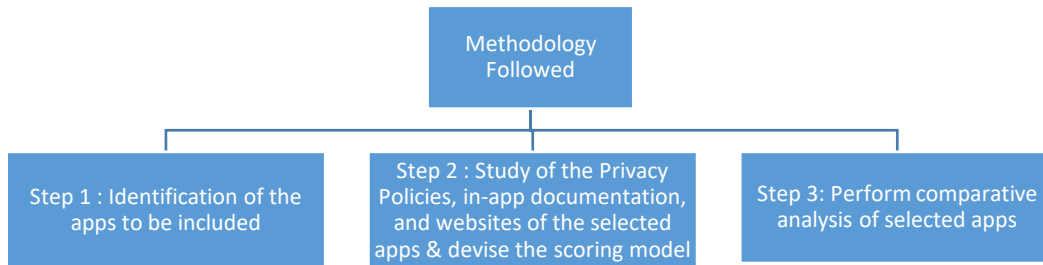 Methodology
Followed
Step 1 : Identification of the
apps to be included
Step 2 : Study of the Privacy
Policies, in-app documentation,
and websites of the selected
apps & devise the scoring model
Step 3: Perform comparative
analysis of selected apps